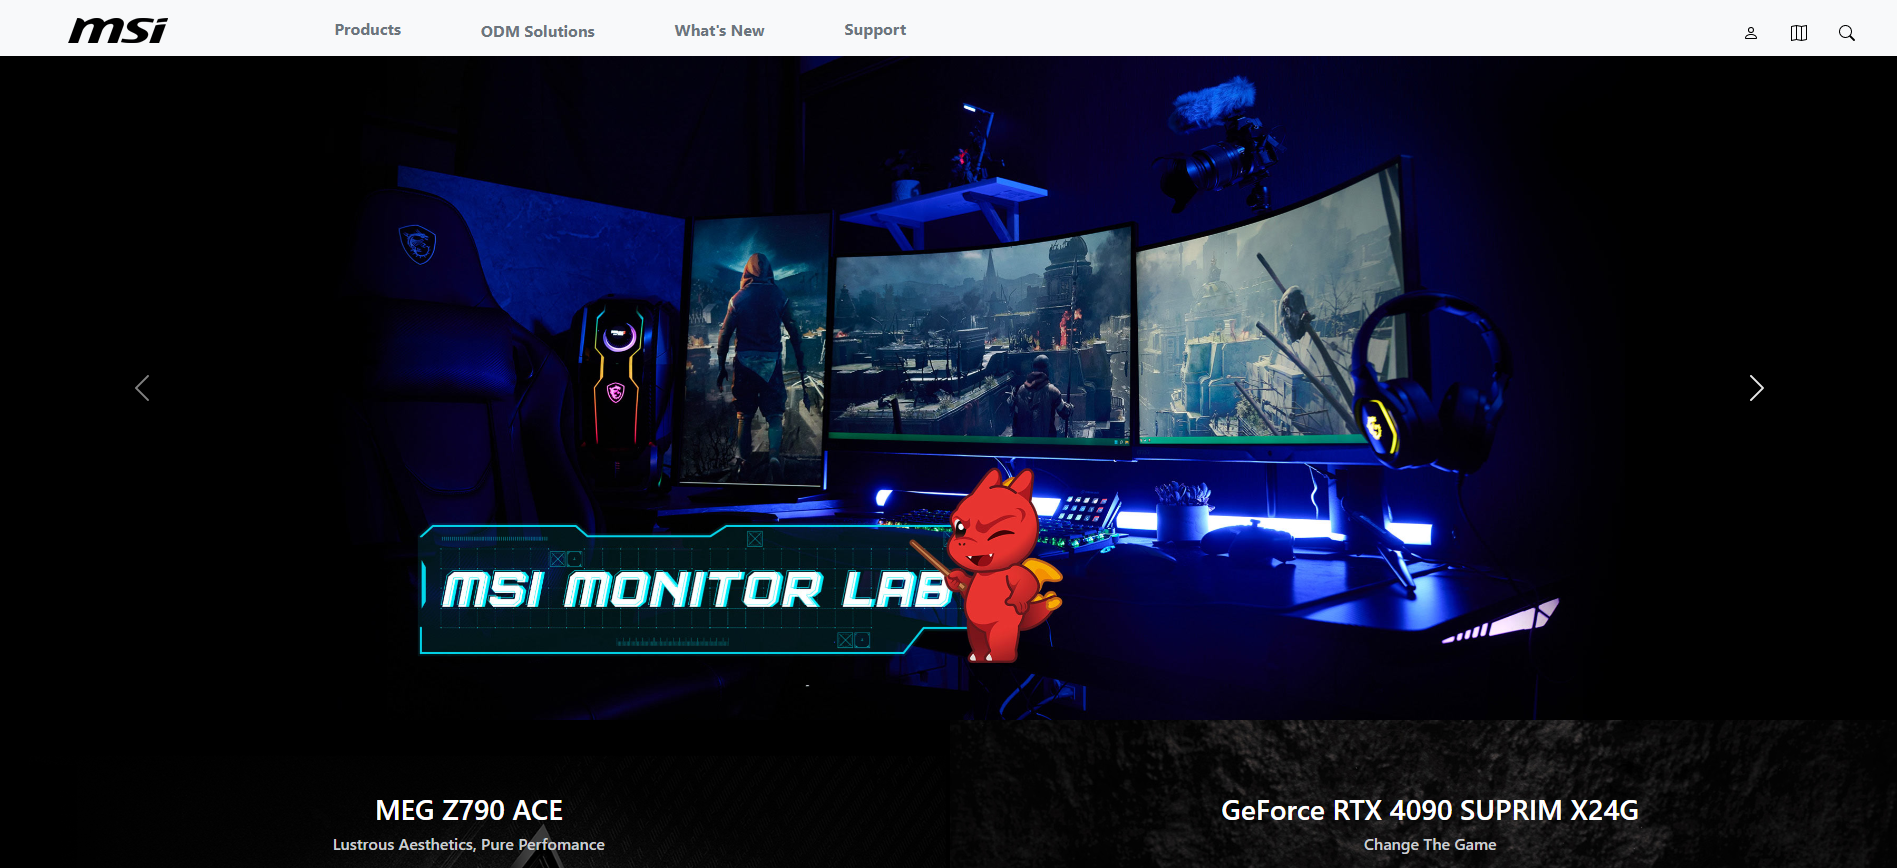 msi
Products
ODM Solutions
What's New
Support
MSI MONITOR LAB
MEG Z790 ACE
Lustrous Aesthetics, Pure Perfomance
GeForce RTX 4090 SUPRIM X24G
Change The Game